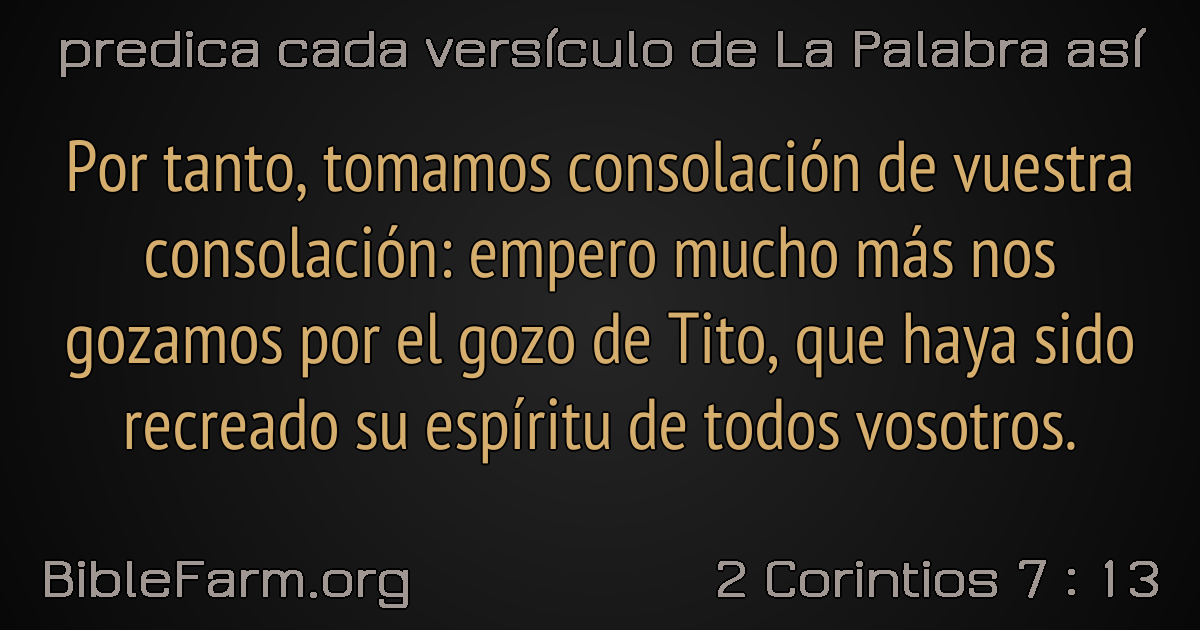 predica cada versículo de La Palabra así
Por tanto, tomamos consolación de vuestra
consolación: empero mucho más nos
gozamos por el gozo de Tito, que haya sido
recreado su espíritu de todos vosotros.
BibleFarm.org
2 Corintios 7 : 13